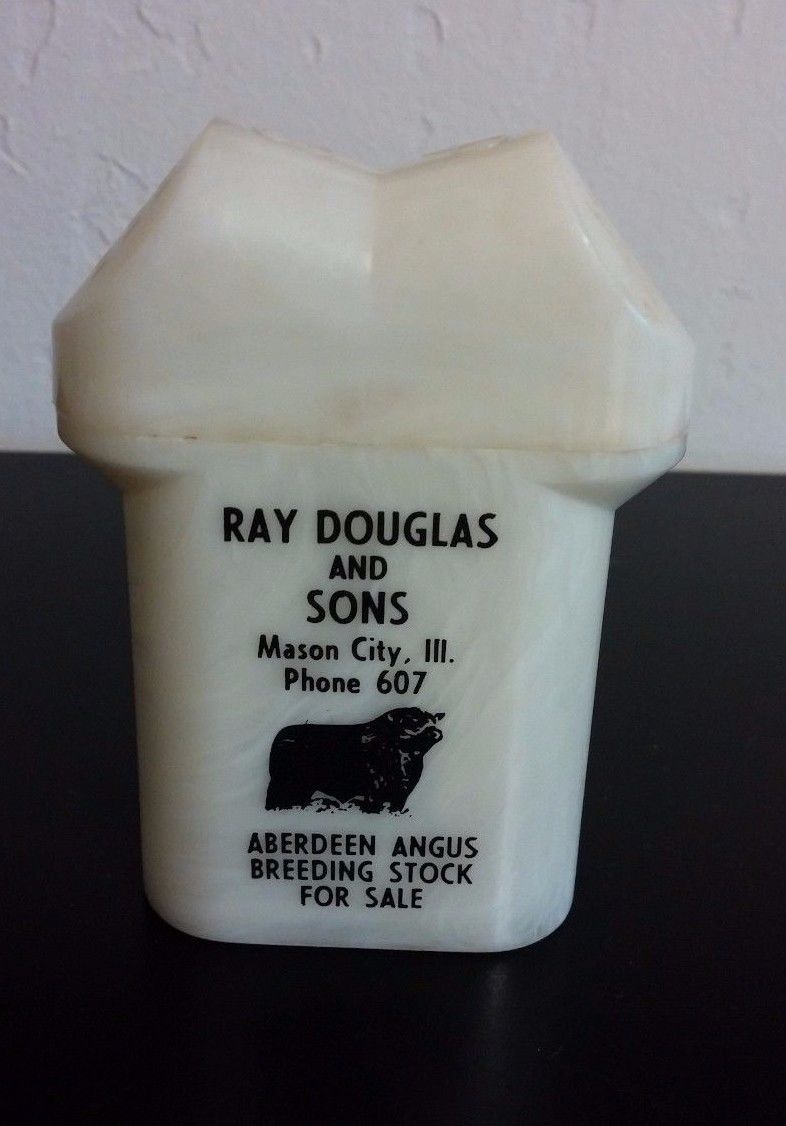 RAY DOUGLAS
AND
SONS
Mason City, Ill.
Phone 607
ABERDEEN ANGUS
BREEDING STOCK
FOR SALE